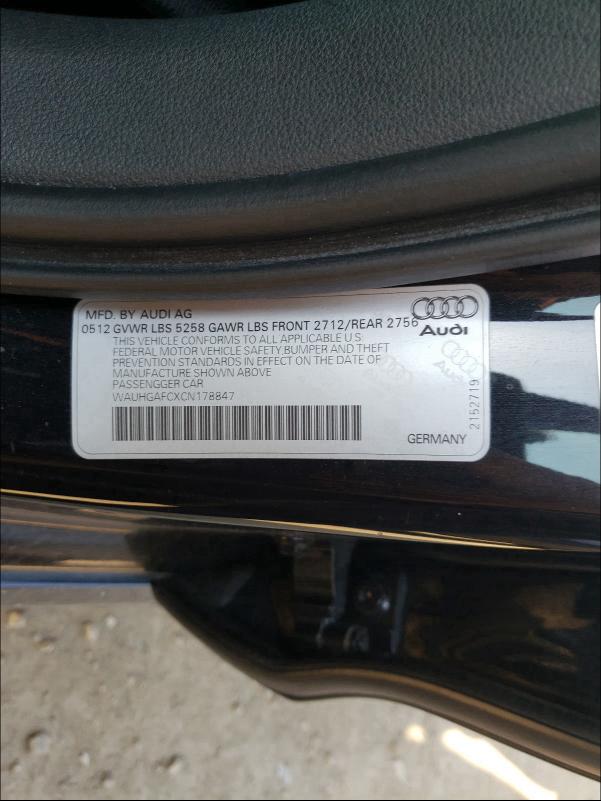 MFD. BY AUDI AG
0512 GVWR LBS 5258 GAWR LBS FRONT 2712/REAR 2756
THIS VEHICLE CONFORMS TO ALL APPLICABLE U.S
FEDERAL MOTOR VEHICLE SAFETY,BUMPER AND THEFT
PREVENTION STANDARDS IN EFFECT ON THE DATE OF
MANUFACTURE SHOWN ABOVE
PASSENGGER CAR
WAUHGAFCXCN178847
GERMANY
Audi
Audi
2152719